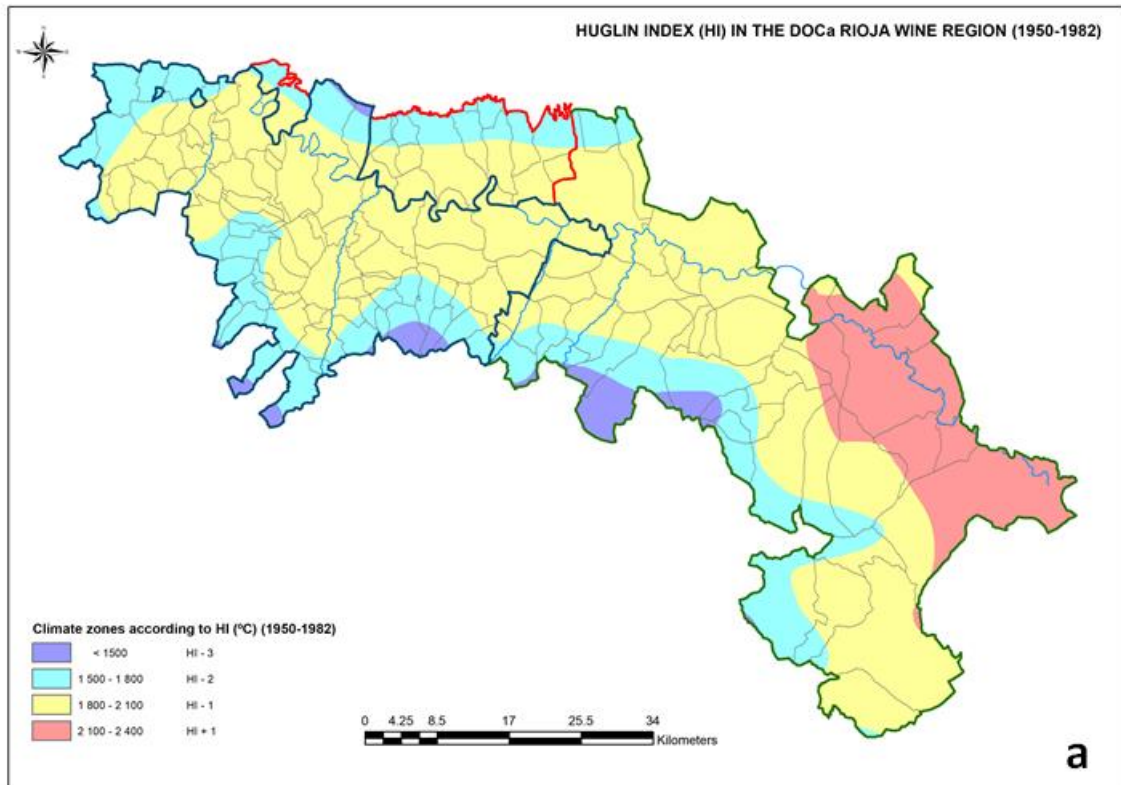 HUGLIN INDEX (HI) IN THE DOCa RIOJA WINE REGION (1950-1982)
Climate zones according to HI (ºC) (1950-1982)
< 1500 HI - 3
1 500 - 1 800 HI - 2
1 800 - 2 100 HI - 1
2 100 - 2 400 HI + 1
0 4.25 8.5 17 25.5 34
Kilometers
a